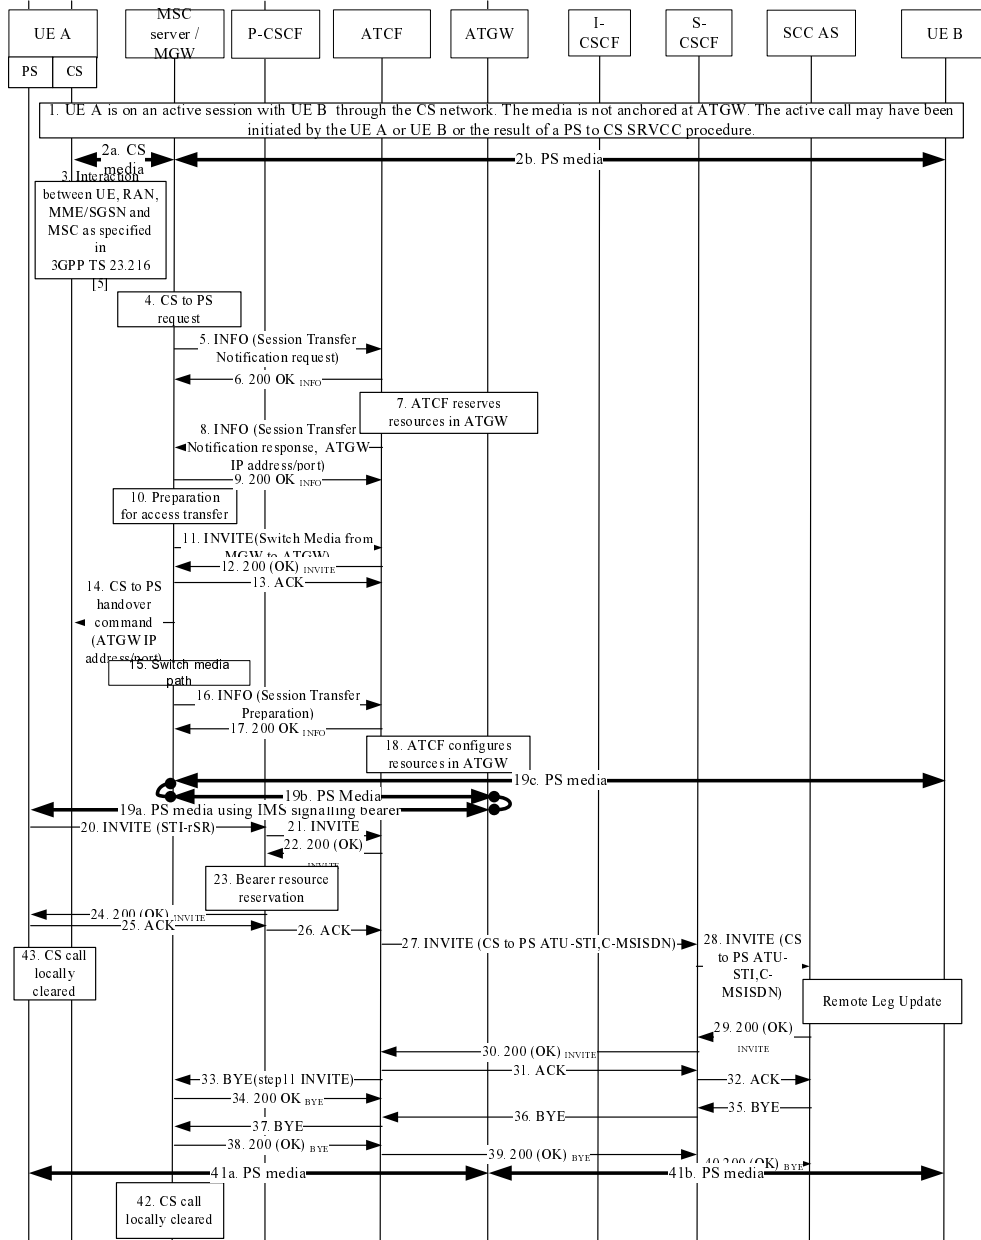 UE A
MSC
server /
MGW
P-CSCF
ATCF
ATGW
I-
CSCF
S-
CSCF
SCC AS
UE B
PS
CS
1. UE A is on an active session with UE B through the CS network. The media is not anchored at ATGW. The active call may have been
initiated by the UE A or UE B or the result of a PS to CS SRVCC procedure.
2a. CS
media
2b. PS media
3. Interaction
between UE, RAN,
MME/SGSN and
MSC as specified
in
3GPP TS 23.216
[5]
4. CS to PS
request
5. INFO (Session Transfer
Notification request)
6. 200 OK INFO
7. ATCF reserves
resources in ATGW
8. INFO (Session Transfer
Notification response, ATGW
IP address/port)
9. 200 OK INFO
10. Preparation
for access transfer
11. INVITE(Switch Media from
MGW to ATGW)
12. 200 (OK) INVITE
13. ACK
14. CS to PS
handover
command
(ATGW IP
address/port)
15. Switch media
path
16. INFO (Session Transfer
Preparation)
17. 200 OK INFO
18. ATCF configures
resources in ATGW
19c. PS media
19b. PS Media
19a. PS media using IMS signalling bearer
20. INVITE (STI-rSR)
21. INVITE
22. 200 (OK)
INVITE
23. Bearer resource
reservation
24. 200 (OK) INVITE
25. ACK
26. ACK
27. INVITE (CS to PS ATU-STI,C-MSISDN)
28. INVITE (CS
to PS ATU-
STI,C-
MSISDN)
43. CS call
locally
cleared
Remote Leg Update
29. 200 (OK)
INVITE
30. 200 (OK) INVITE
31. ACK
33. BYE(step11 INVITE)
32. ACK
34. 200 OK BYE
35. BYE
36. BYE
37. BYE
38. 200 (OK) BYE
39. 200 (OK) BYE
40.200 (OK) BYE
41a. PS media
41b. PS media
42. CS call
locally cleared